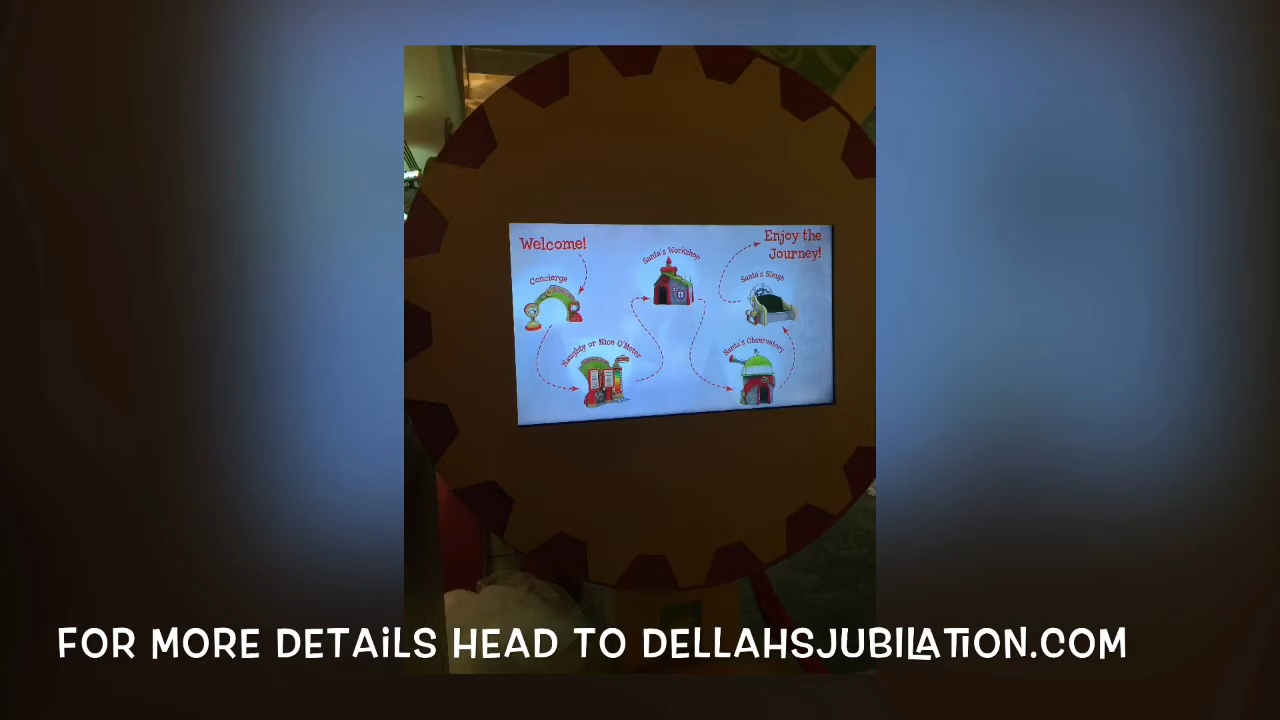 Welcome!
Concierge
Naughty or Nice O'Meter
Santa's Workshop
Santa's Observatory
Santa's Sleigh
Enjoy the
Journey!
FOR MORE DETAiLS HEAD TO DELLAHSJUBILATION.COM